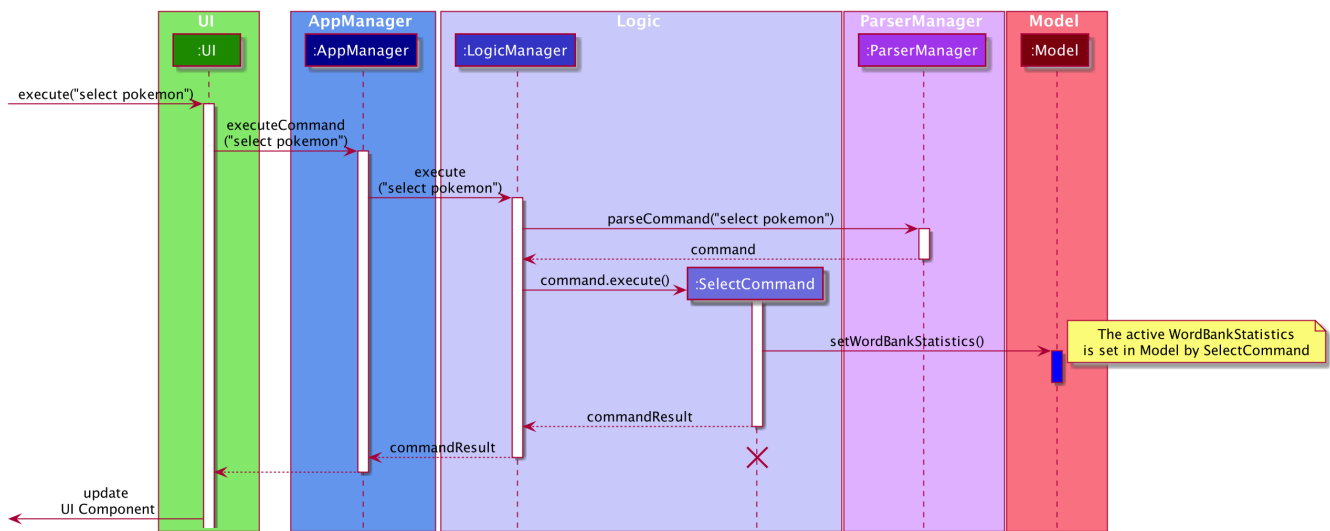 UI
AppManager
Logic
ParserManager
Model
:UI
:AppManager
:LogicManager
:ParserManager
:Model
execute("select pokemon")
executeCommand
("select pokemon")
execute
("select pokemon")
parseCommand("select pokemon")
command
command.execute()
:SelectCommand
The active WordBankStatistics
is set in Model by SelectCommand
setWordBankStatistics()
commandResult
commandResult
update
UI Component